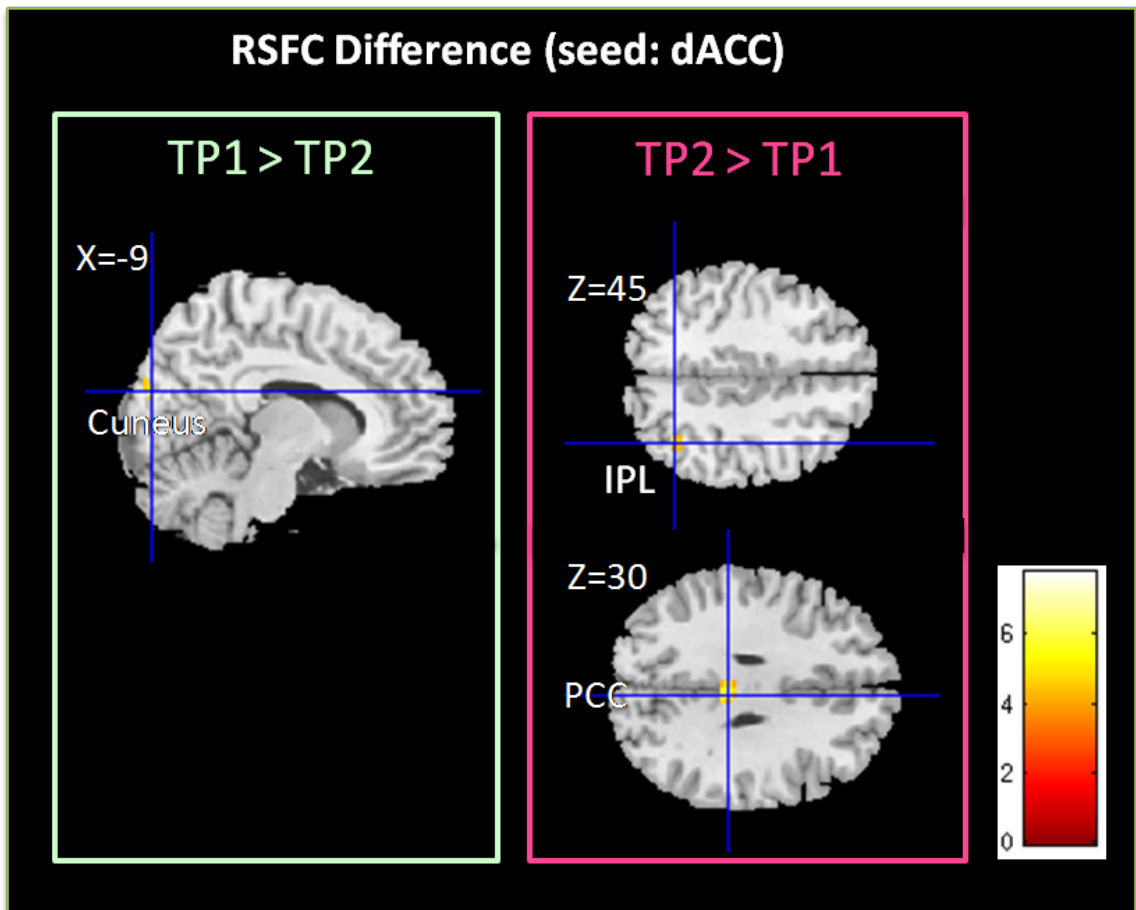 RSFC Difference (seed: dACC)
TP1 > TP2
X=-9
Cuneus
TP2 > TP1
Z=45
IPL
Z=30
PCC
6
4
2
0